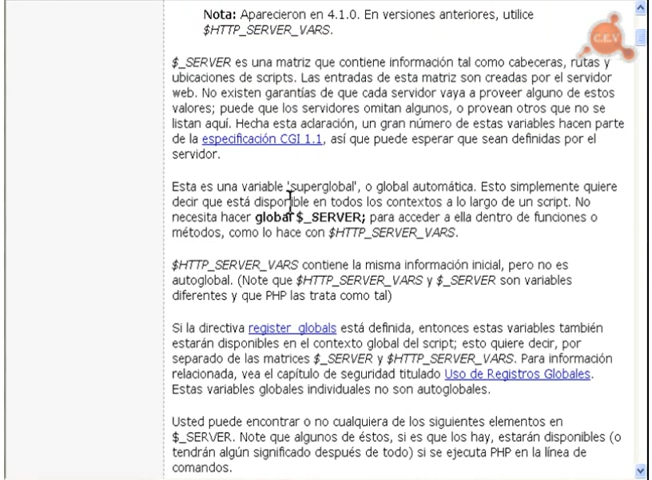 Nota: Aparecieron en 4.1.0. En versiones anteriores, utilice
$HTTP_SERVER_VARS.
C.E.V
$_SERVER es una matriz que contiene información tal como cabeceras, rutas y
ubicaciones de scripts. Las entradas de esta matriz son creadas por el servidor
web. No existen garantías de que cada servidor vaya a proveer alguno de estos
valores; puede que los servidores omitan algunos, o provean otros que no se
listan aquí. Hecha esta aclaración, un gran número de estas variables hacen parte
de la especificación CGI 1.1, así que puede esperar que sean definidas por el
servidor.
Esta es una variable 'superglobal', o global automática. Esto simplemente quiere
decir que está disponible en todos los contextos a lo largo de un script. No
necesita hacer global $_SERVER; para acceder a ella dentro de funciones o
métodos, como lo hace con $HTTP_SERVER_VARS.
$HTTP_SERVER_VARS contiene la misma información inicial, pero no es
autoglobal. (Note que $HTTP_SERVER_VARS y $_SERVER son variables
diferentes y que PHP las trata como tal)
Si la directiva register_globals está definida, entonces estas variables también
estarán disponibles en el contexto global del script; esto quiere decir, por
separado de las matrices $_SERVER y $HTTP_SERVER_VARS. Para información
relacionada, vea el capítulo de seguridad titulado Uso de Registros Globales.
Estas variables globales individuales no son autoglobales.
Usted puede encontrar o no cualquiera de los siguientes elementos en
$_SERVER. Note que algunos de éstos, si es que los hay, estarán disponibles (o
tendrán algún significado después de todo) si se ejecuta PHP en la línea de
comandos.